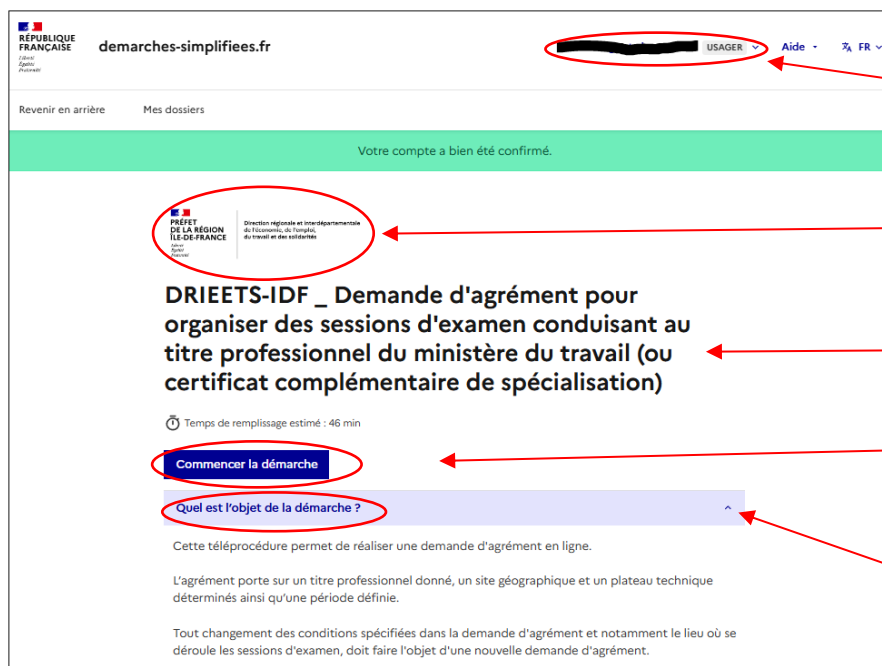 RÉPUBLIQUE
FRANÇAISE
Liberté
Égalité
Fraternité
demarches-simplifiees.fr
USAGER
Aide
FR
Revenir en arrière
Mes dossiers
Votre compte a bien été confirmé.
PRÉFET
DE LA RÉGION
ÎLE-DE-FRANCE
Liberté
Égalité
Fraternité
Direction régionale et interdépartementale
de l'économie, de l'emploi,
du travail et des solidarités
DRIEETS-IDF _ Demande d'agrément pour
organiser des sessions d'examen conduisant au
titre professionnel du ministère du travail (ou
certificat complémentaire de spécialisation)
Temps de remplissage estimé : 46 min
Commencer la démarche
Quel est l'objet de la démarche ?
Cette téléprocédure permet de réaliser une demande d'agrément en ligne.
L'agrément porte sur un titre professionnel donné, un site géographique et un plateau technique
déterminés ainsi qu'une période définie.
Tout changement des conditions spécifiées dans la demande d'agrément et notamment le lieu où se
déroule les sessions d'examen, doit faire l'objet d'une nouvelle demande d'agrément.